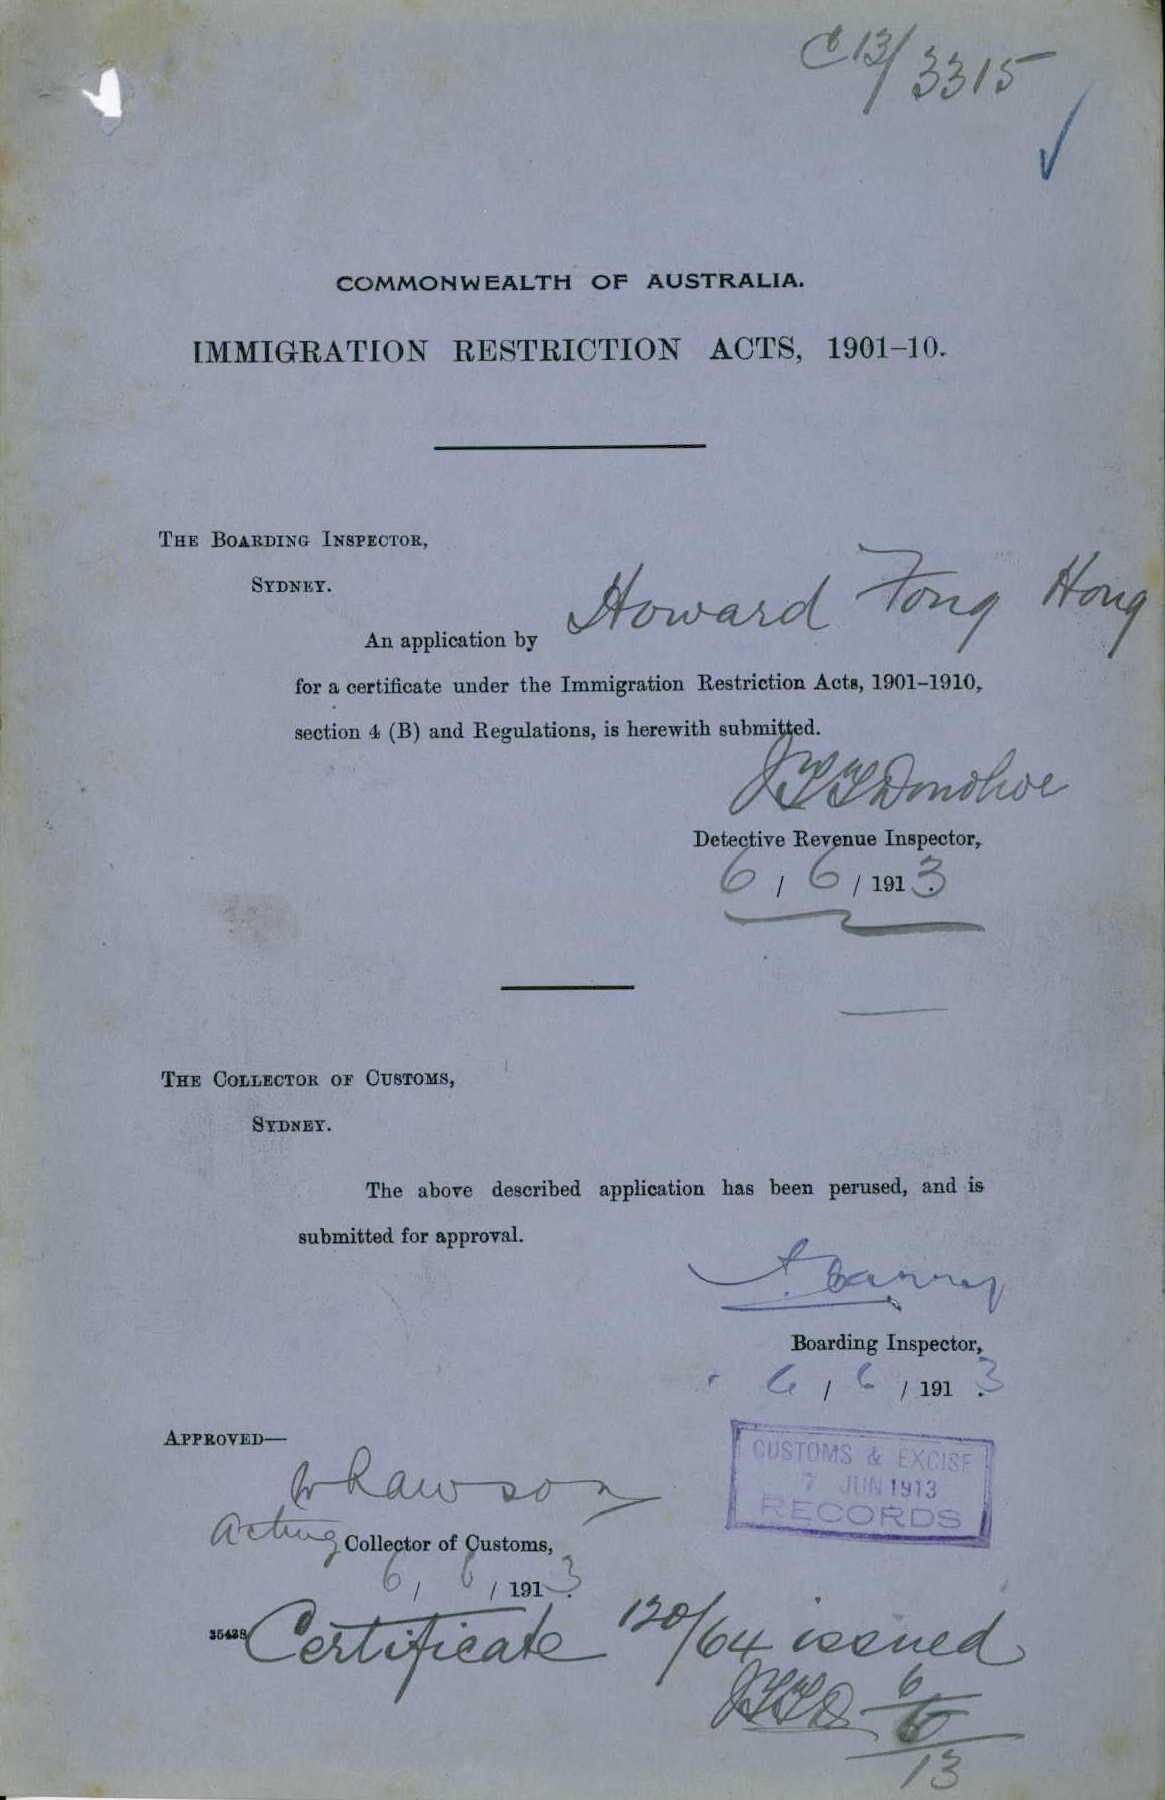 C13/3315
COMMONWEALTH OF AUSTRALIA.
IMMIGRATION RESTRICTION ACTS, 1901–10.
THE BOARDING INSPECTOR,
SYDNEY.
An application by Howard Fong Hong
for a certificate under the Immigration Restriction Acts, 1901–1910,
section 4 (B) and Regulations, is herewith submitted.
Donohoe
Detective Revenue Inspector,
6 / 6 / 1913.
THE COLLECTOR OF CUSTOMS,
SYDNEY.
The above described application has been perused, and is
submitted for approval.
Boarding Inspector,
6 / 6 / 1913.
APPROVED—
CUSTOMS & EXCISE
7 JUN 1913
RECORDS
Acting Collector of Customs,
6 / 6 / 1913.
35438
Certificate 120/64 issued
6/6/13